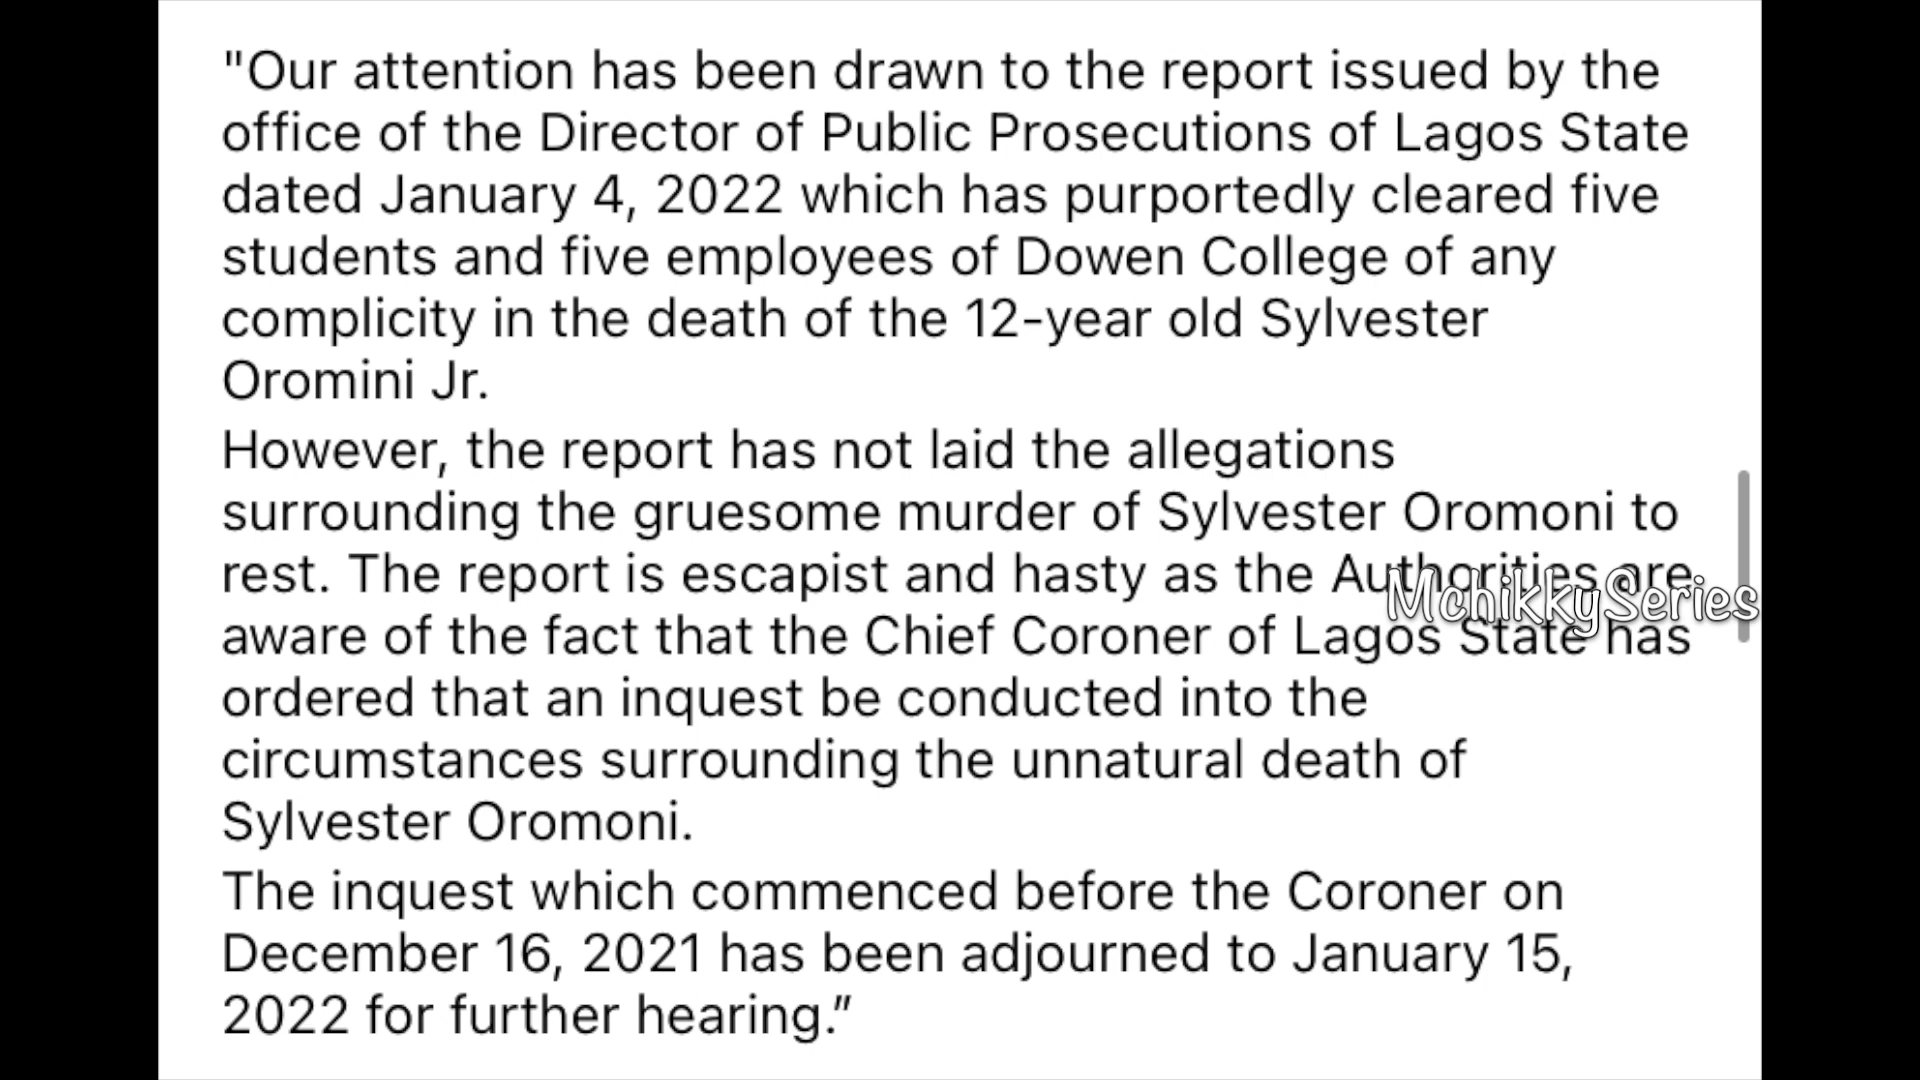 "Our attention has been drawn to the report issued by the
office of the Director of Public Prosecutions of Lagos State
dated January 4, 2022 which has purportedly cleared five
students and five employees of Dowen College of any
complicity in the death of the 12-year old Sylvester
Oromini Jr.
However, the report has not laid the allegations
surrounding the gruesome murder of Sylvester Oromoni to
rest. The report is escapist and hasty as the Authorities are
MchikkySeries
aware of the fact that the Chief Coroner of Lagos State has
ordered that an inquest be conducted into the
circumstances surrounding the unnatural death of
Sylvester Oromoni.
The inquest which commenced before the Coroner on
December 16, 2021 has been adjourned to January 15,
2022 for further hearing.”